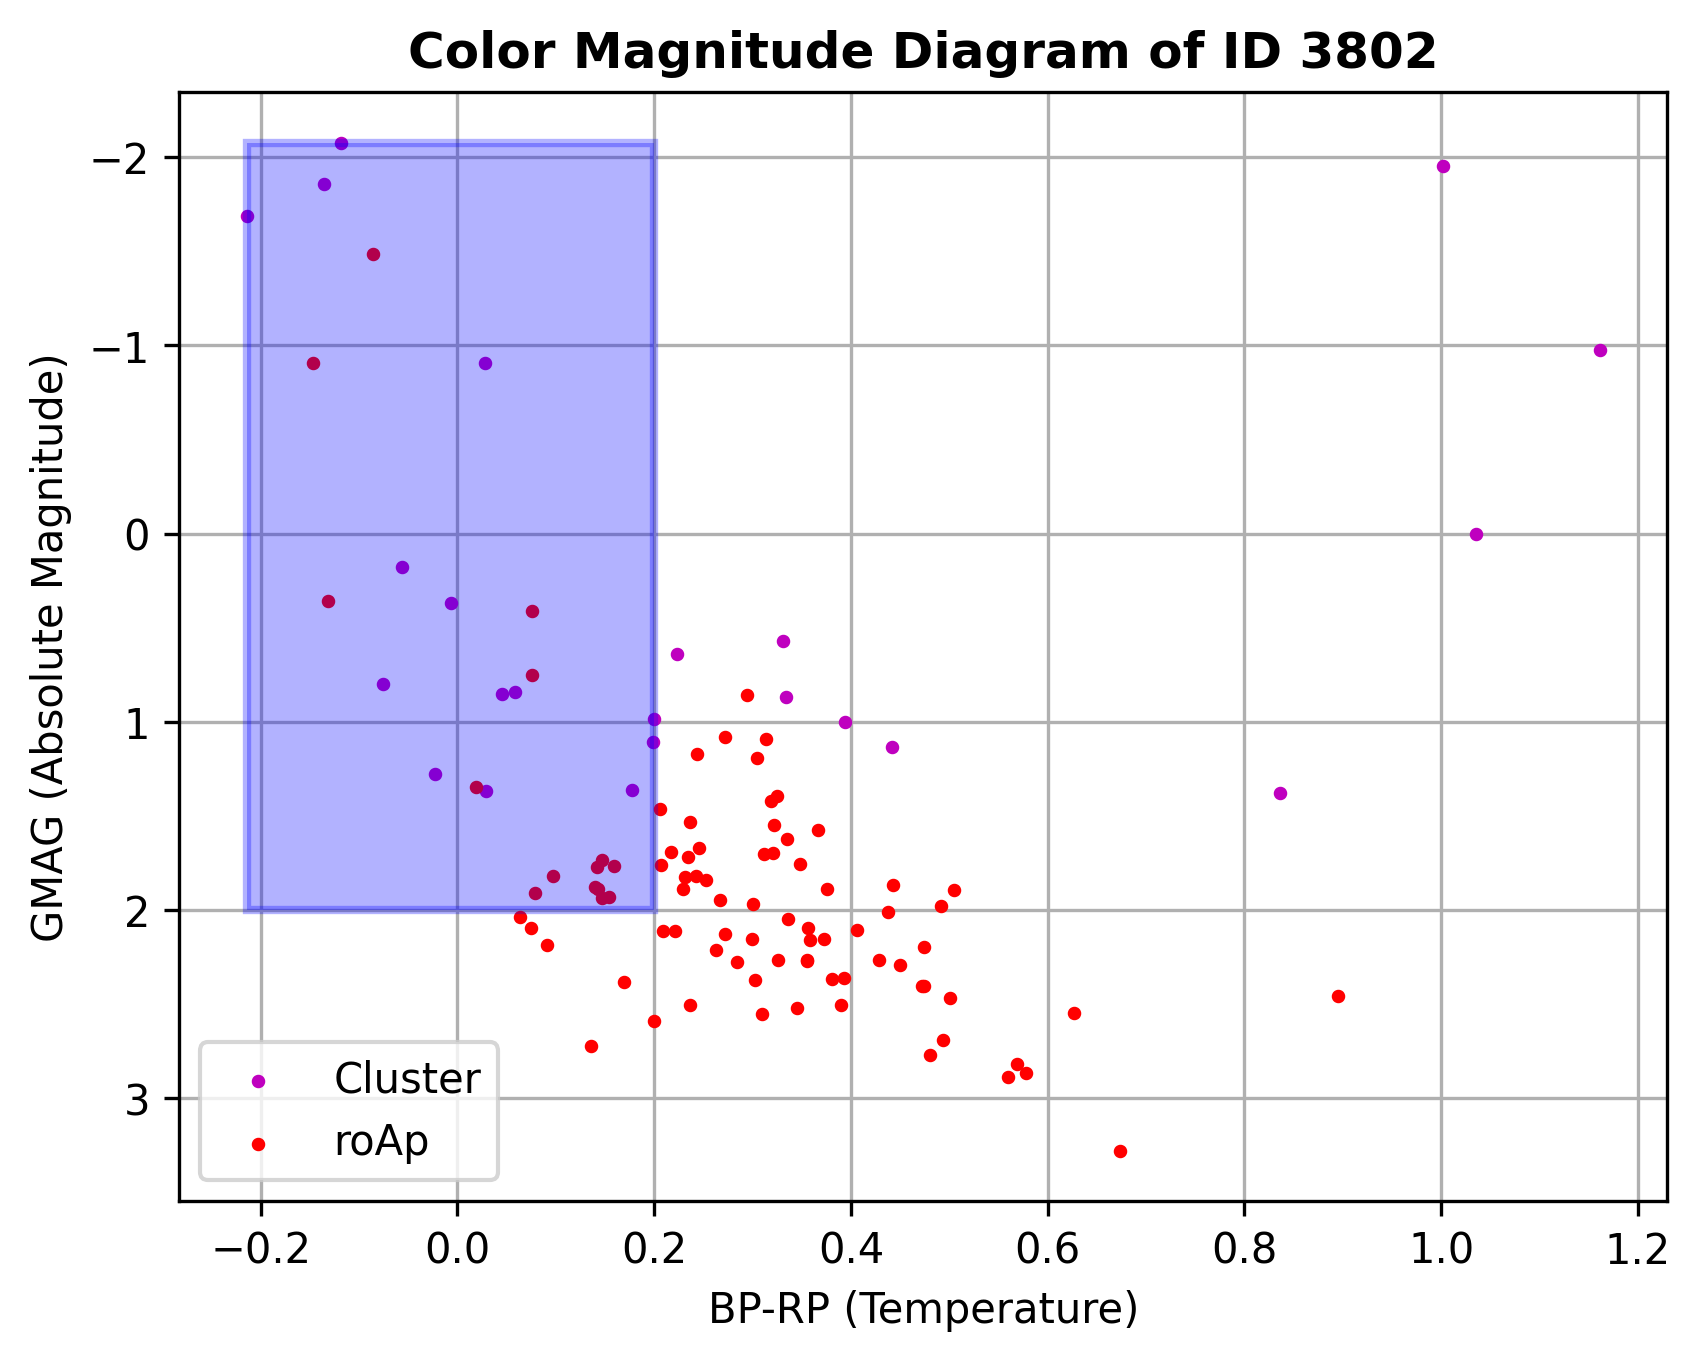 Color Magnitude Diagram of ID 3802
GMAG (Absolute Magnitude)
−2
−1
0
1
2
3
Cluster
roAp
−0.2 0.0 0.2 0.4 0.6 0.8 1.0 1.2
BP-RP (Temperature)